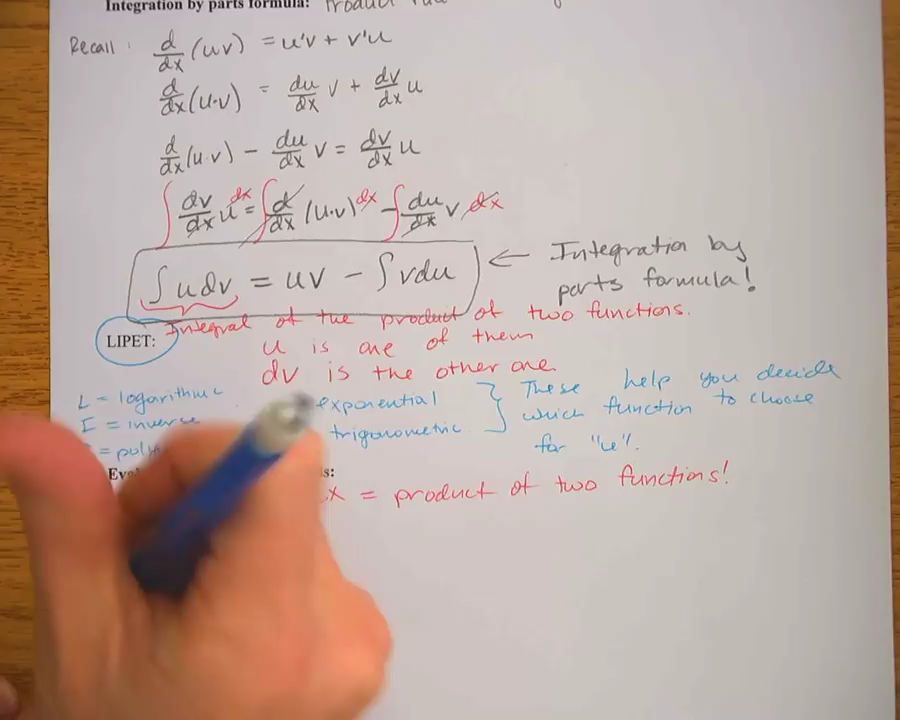 Integration by parts formula: Product
Recall: d/dx (uv) = u'v + v'u
d/dx (u·v) = du/dx v + dv/dx u
d/dx (u·v) - du/dx v = dv/dx u
∫ dv/dx u dx = ∫ d/dx (u·v) dx - ∫ du/dx v dx
∫ u dv = uv - ∫ v du ← Integration by
parts formula!
Integral of the product of two functions.
LIPET:
u is one of them
dv is the other one.
L = logarithmic exponential } These help you decide
I = inverse trigonometric which function to choose
= poly for "u".
s:
x = product of two functions!